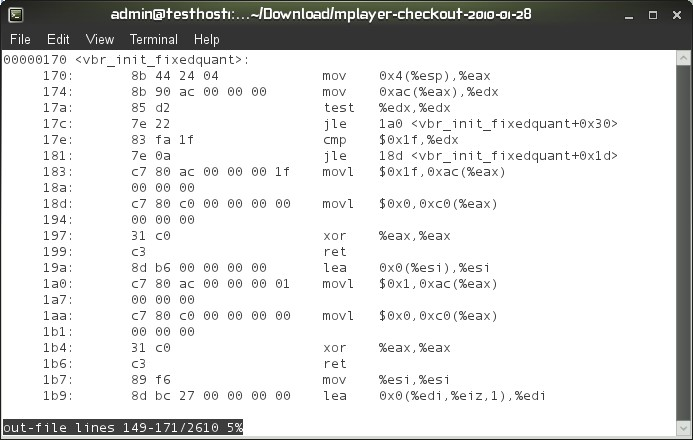 admin@testhost:...~/Download/mplayer-checkout-2010-01-28
File Edit View Terminal Help
00000170 <vbr_init_fixedquant>:
170: 8b 44 24 04 mov 0x4(%esp),%eax
174: 8b 90 ac 00 00 00 mov 0xac(%eax),%edx
17a: 85 d2 test %edx,%edx
17c: 7e 22 jle 1a0 <vbr_init_fixedquant+0x30>
17e: 83 fa 1f cmp $0x1f,%edx
181: 7e 0a jle 18d <vbr_init_fixedquant+0x1d>
183: c7 80 ac 00 00 00 1f movl $0x1f,0xac(%eax)
18a: 00 00 00
18d: c7 80 c0 00 00 00 00 movl $0x0,0xc0(%eax)
194: 00 00 00
197: 31 c0 xor %eax,%eax
199: c3 ret
19a: 8d b6 00 00 00 00 lea 0x0(%esi),%esi
1a0: c7 80 ac 00 00 00 01 movl $0x1,0xac(%eax)
1a7: 00 00 00
1aa: c7 80 c0 00 00 00 00 movl $0x0,0xc0(%eax)
1b1: 00 00 00
1b4: 31 c0 xor %eax,%eax
1b6: c3 ret
1b7: 89 f6 mov %esi,%esi
1b9: 8d bc 27 00 00 00 00 lea 0x0(%edi,%eiz,1),%edi
out-file lines 149-171/2610 5%